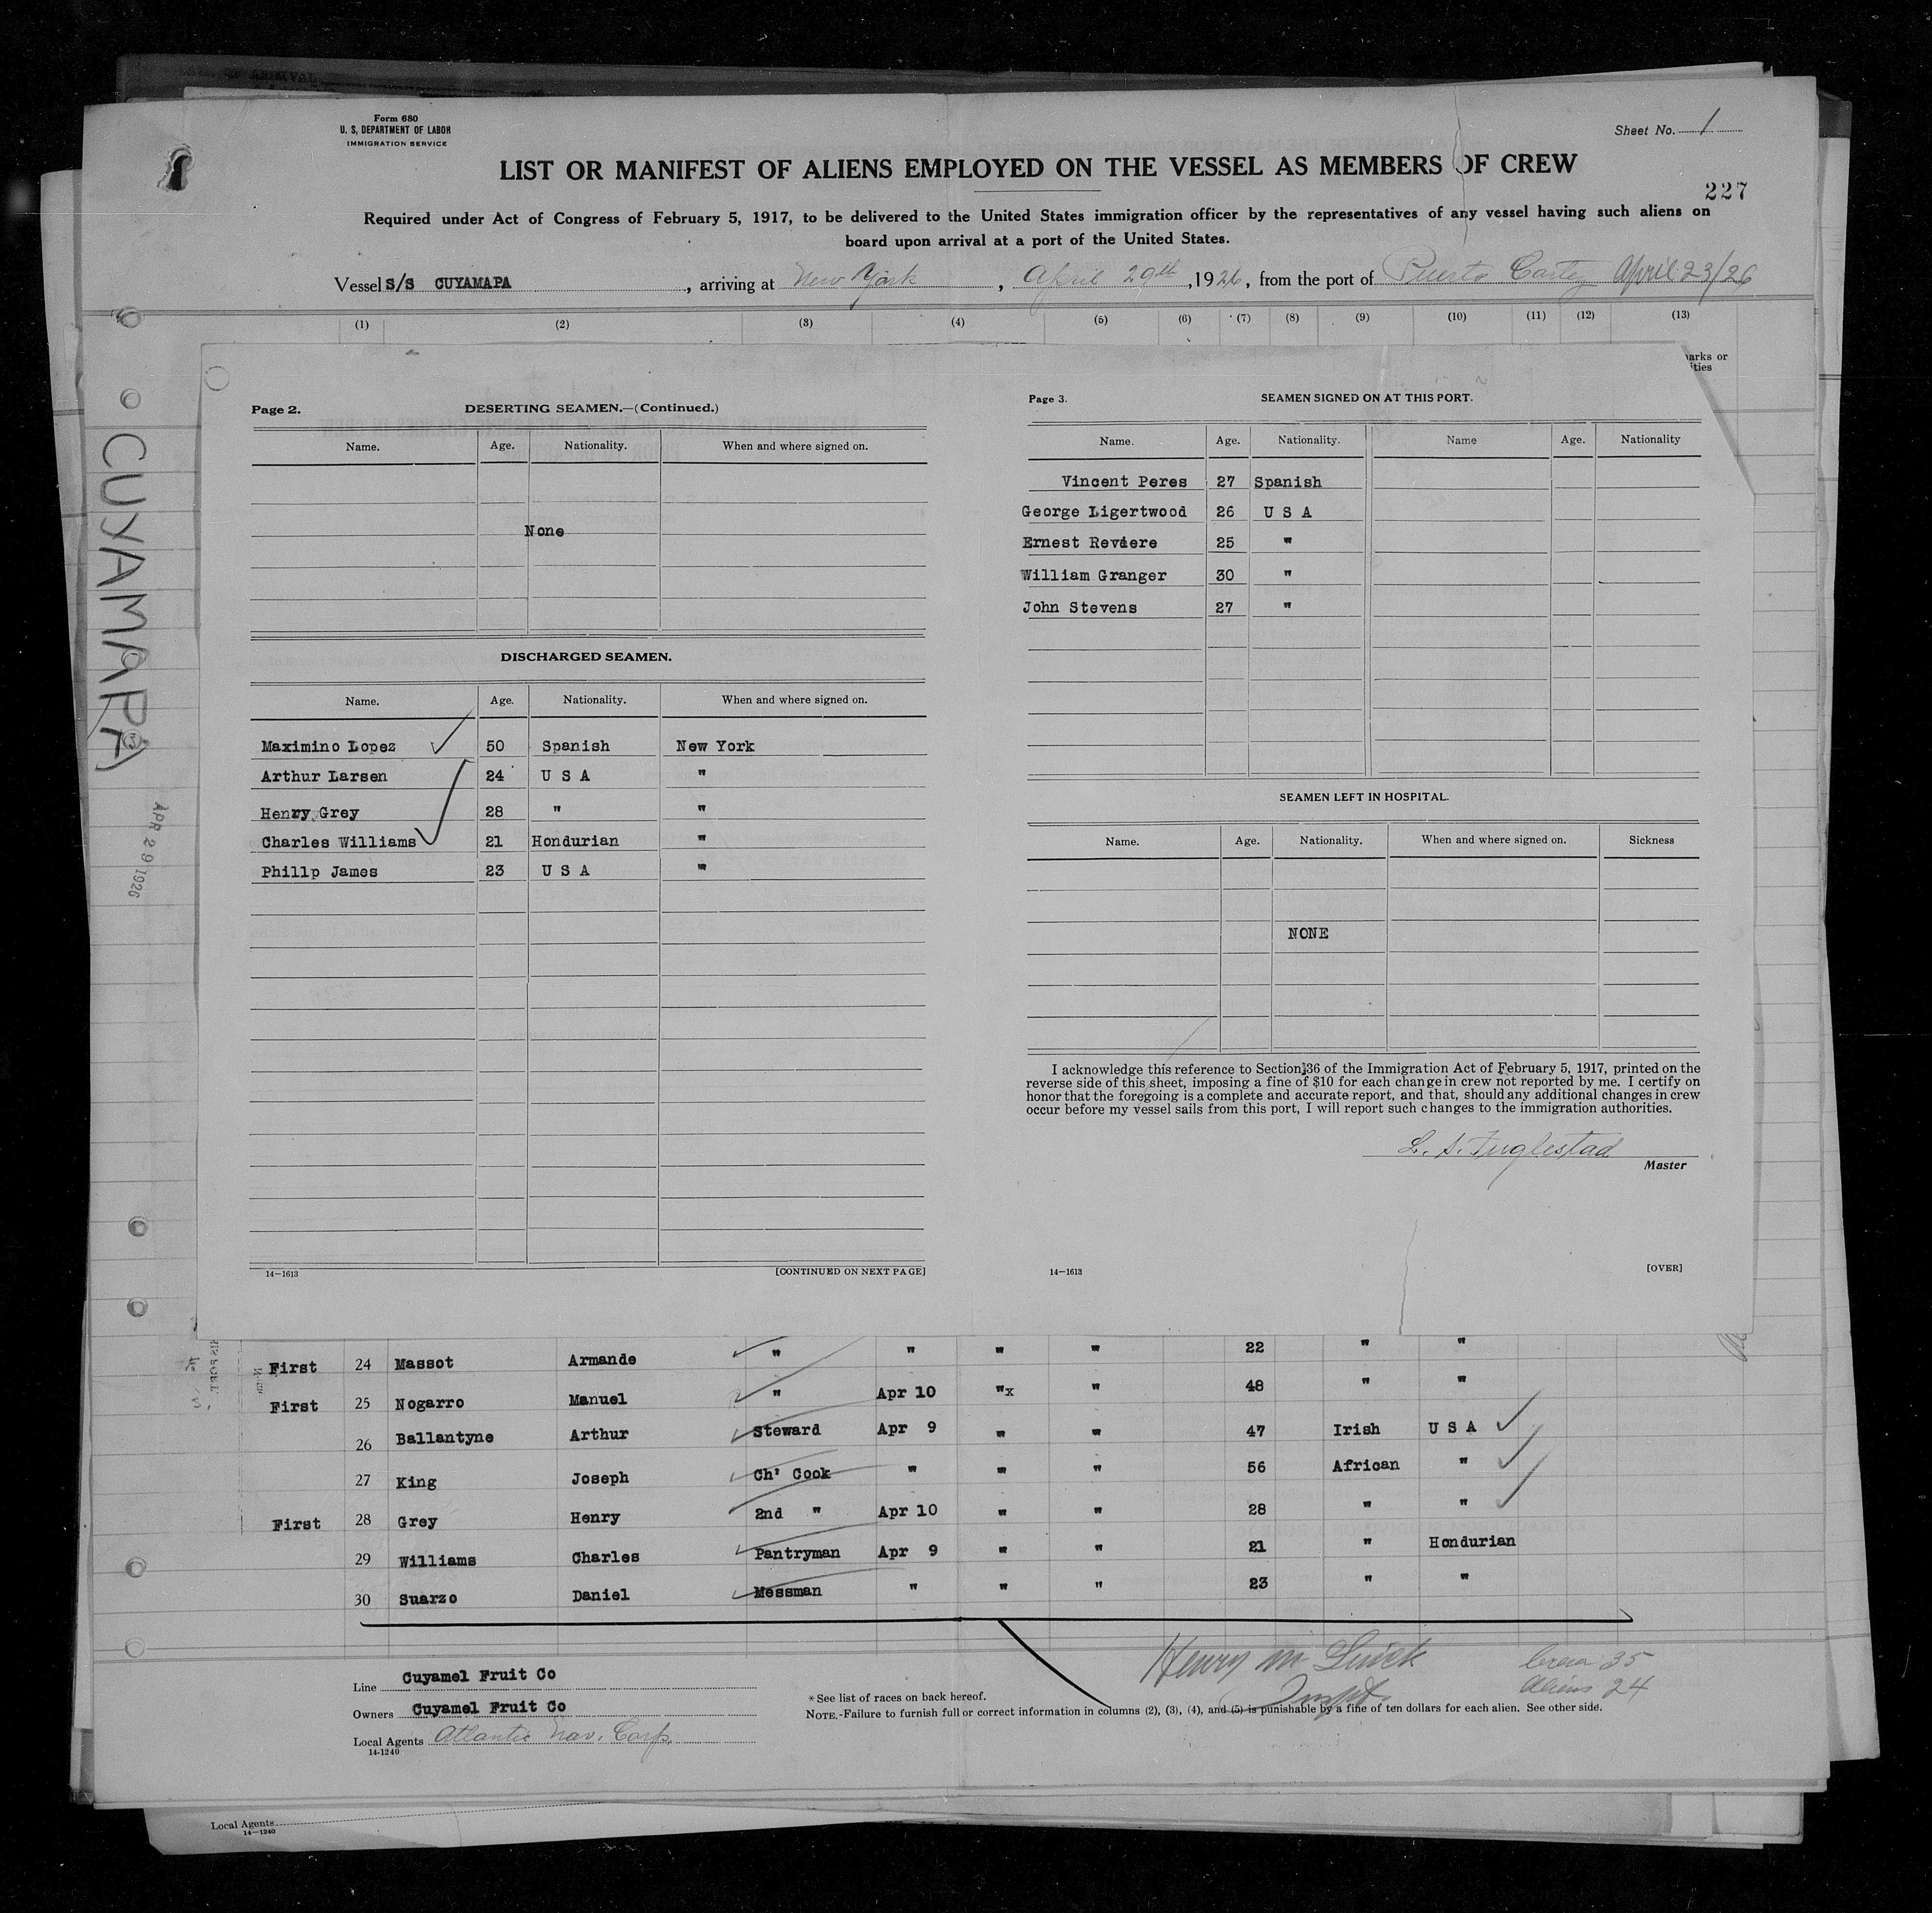 Form 680
U. S. DEPARTMENT OF LABOR
IMMIGRATION SERVICE
Sheet No. 1
LIST OR MANIFEST OF ALIENS EMPLOYED ON THE VESSEL AS MEMBERS OF CREW
227
Required under Act of Congress of February 5, 1917, to be delivered to the United States immigration officer by the representatives of any vessel having such aliens on
board upon arrival at a port of the United States.
Vessel S/S CUYAMAPA, arriving at New York, April 29th, 1926, from the port of Puerto Cortez April 23/26
(1) (2) (3) (4) (5) (6) (7) (8) (9) (10) (11) (12) (13)
CUYAMAPA
APR 29 1926
Page 2.
DESERTING SEAMEN.—(Continued.)
Name. Age. Nationality. When and where signed on.
None
DISCHARGED SEAMEN.
Name. Age. Nationality. When and where signed on.
Maximino Lopez 50 Spanish New York
Arthur Larsen 24 U S A "
Henry Grey 28 " "
Charles Williams 21 Hondurian "
Phillp James 23 U S A "
14—1613
[CONTINUED ON NEXT PAGE]
Page 3.
SEAMEN SIGNED ON AT THIS PORT.
Name. Age. Nationality. Name Age. Nationality
Vincent Peres 27 Spanish
George Ligertwood 26 U S A
Ernest Reviere 25 "
William Granger 30 "
John Stevens 27 "
SEAMEN LEFT IN HOSPITAL.
Name. Age. Nationality. When and where signed on. Sickness
NONE
I acknowledge this reference to Section 36 of the Immigration Act of February 5, 1917, printed on the
reverse side of this sheet, imposing a fine of $10 for each change in crew not reported by me. I certify on
honor that the foregoing is a complete and accurate report, and that, should any additional changes in crew
occur before my vessel sails from this port, I will report such changes to the immigration authorities.
Master
14—1613
[OVER]
First 24 Massot Armande " " " " 22 " "
First 25 Nogarro Manuel " Apr 10 "x " 48 " "
26 Ballantyne Arthur Steward Apr 9 " " 47 Irish U S A
27 King Joseph Ch' Cook " " " 56 African "
First 28 Grey Henry 2nd " Apr 10 " " 28 " "
29 Williams Charles Pantryman Apr 9 " " 21 " Hondurian
30 Suarzo Daniel Messman " " " 23 " "
Line Cuyamel Fruit Co
Owners Cuyamel Fruit Co
Local Agents Atlantic Nav. Corp.
14-1240
Henry
Crew 35
Aliens 24
*See list of races on back hereof.
NOTE.-Failure to furnish full or correct information in columns (2), (3), (4), and (5) is punishable by a fine of ten dollars for each alien. See other side.
Local Agents
14—1240